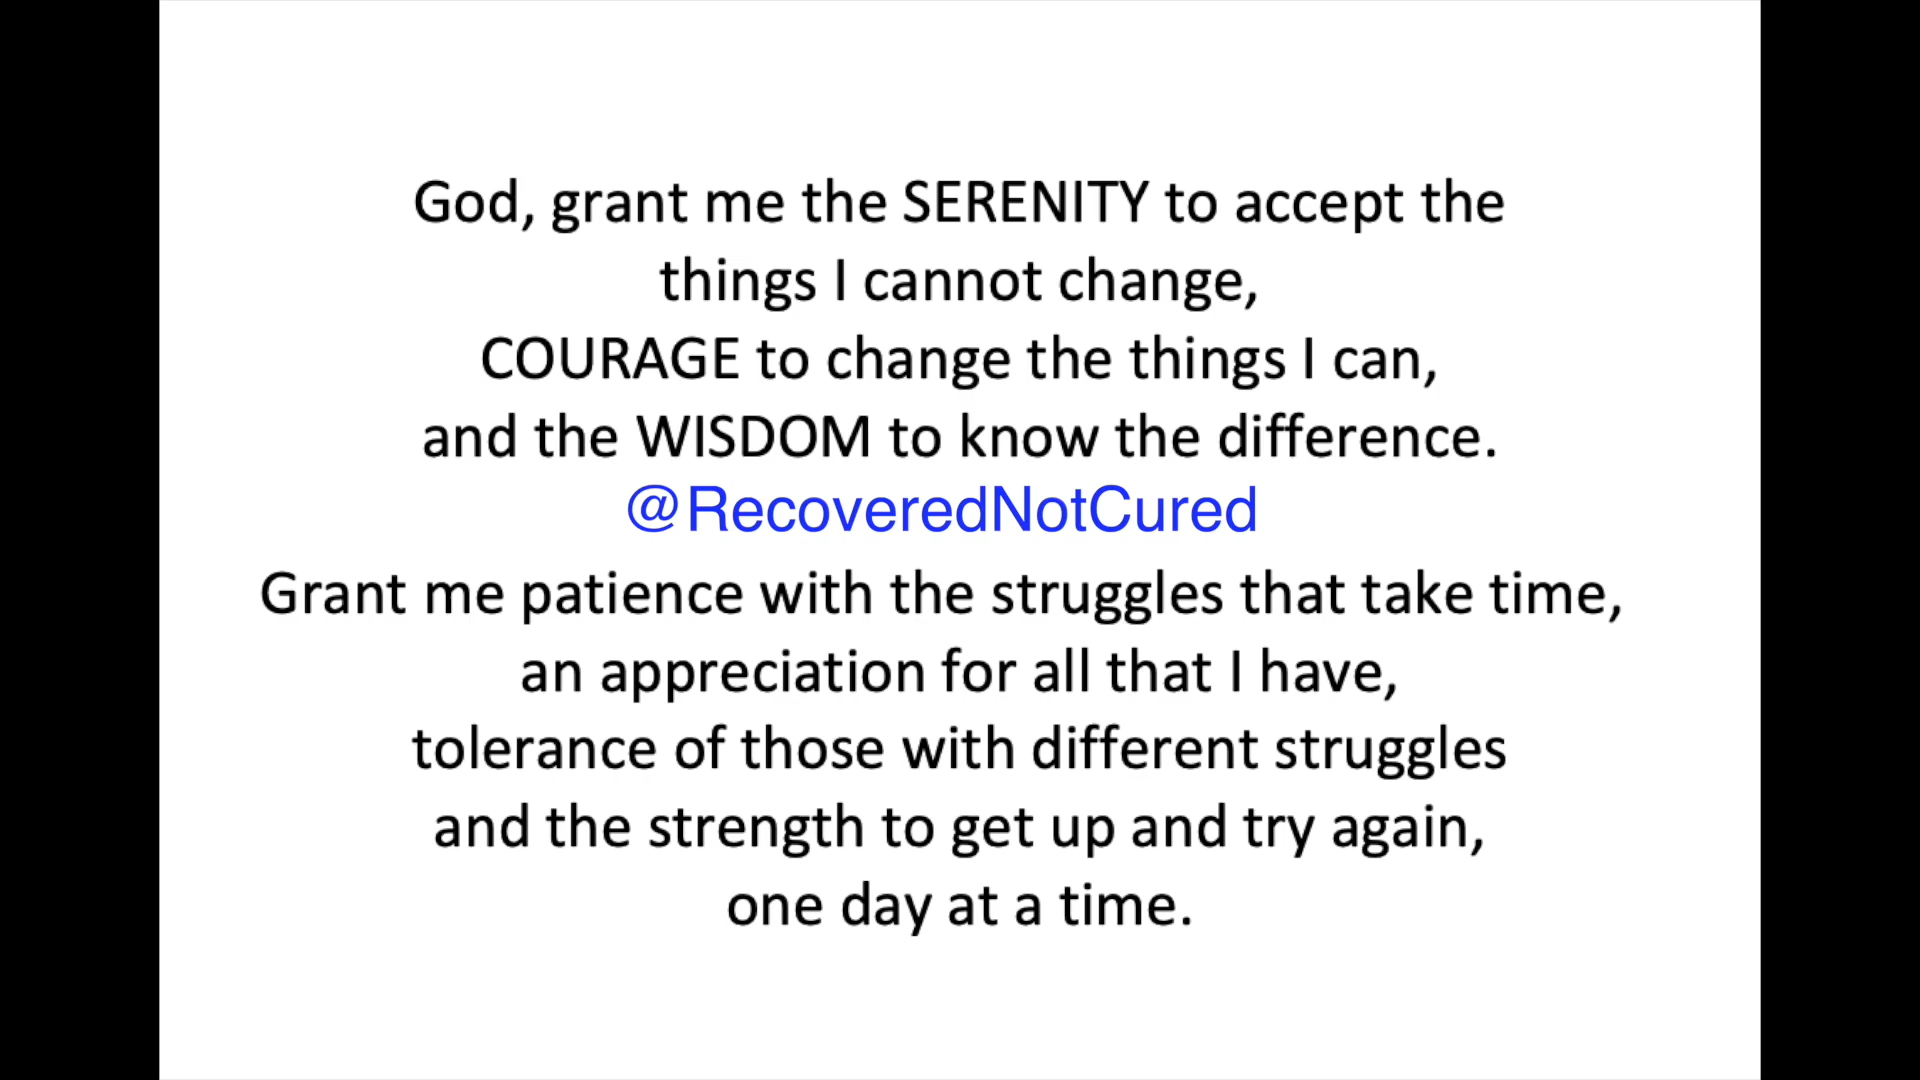 God, grant me the SERENITY to accept the
things I cannot change,
COURAGE to change the things I can,
and the WISDOM to know the difference.
@RecoveredNotCured
Grant me patience with the struggles that take time,
an appreciation for all that I have,
tolerance of those with different struggles
and the strength to get up and try again,
one day at a time.